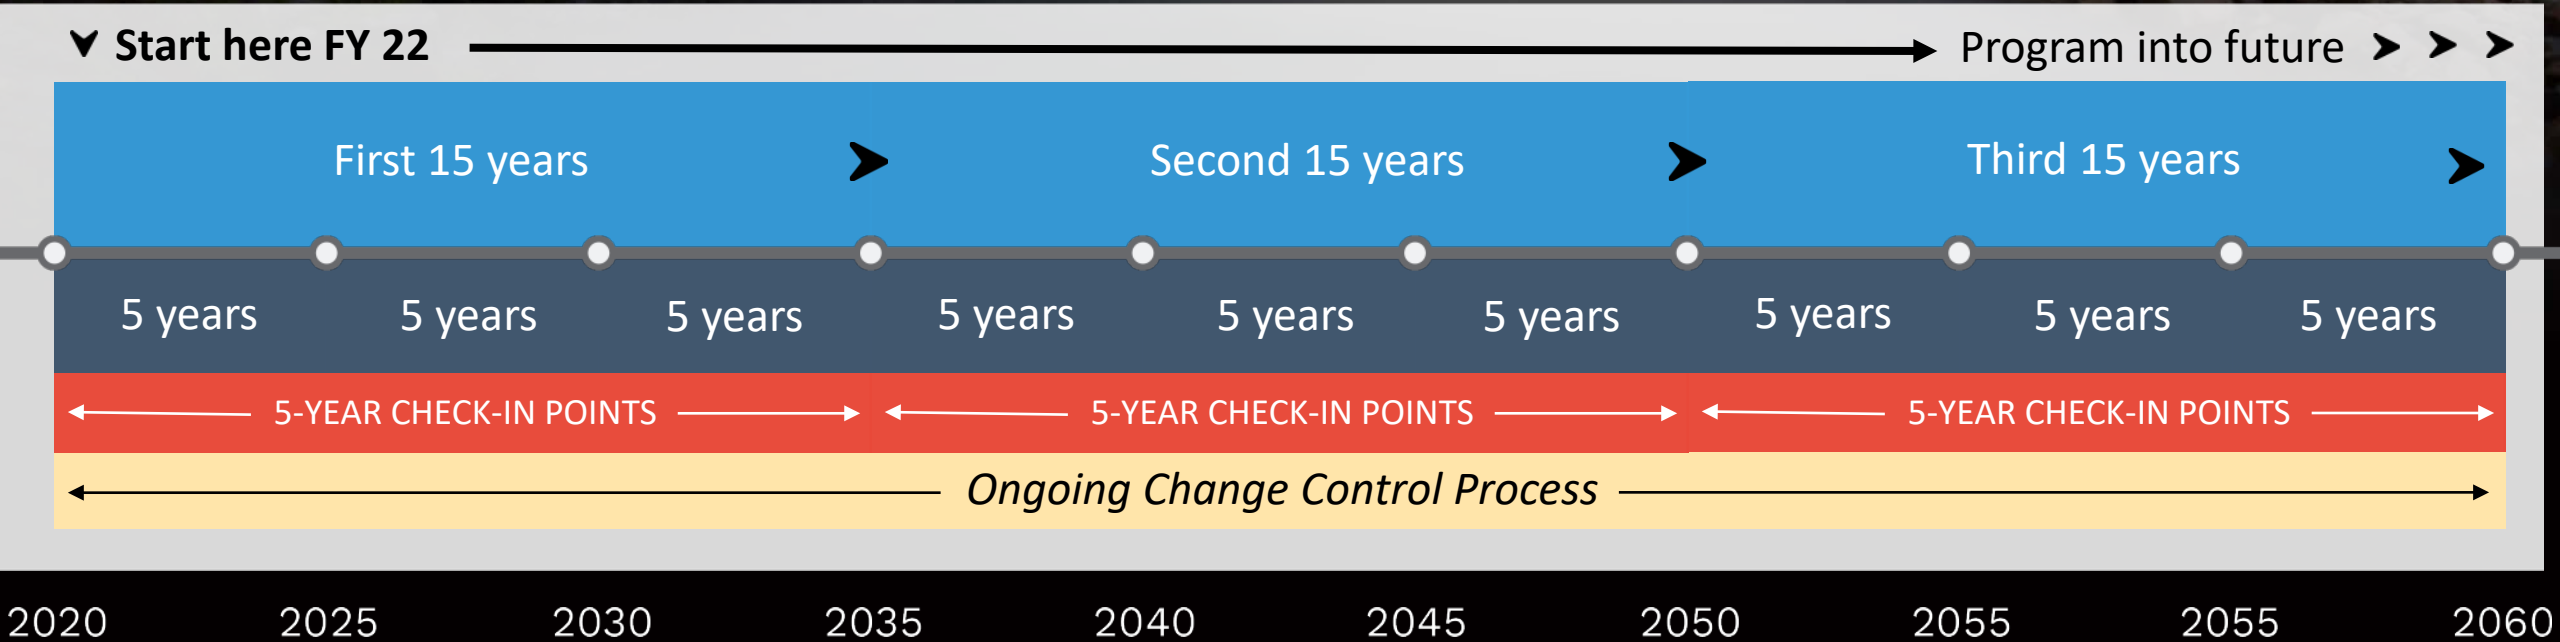 Start here FY 22
Program into future
First 15 years
Second 15 years
Third 15 years
5 years
5 years
5 years
5 years
5 years
5 years
5 years
5 years
5 years
5-YEAR CHECK-IN POINTS
5-YEAR CHECK-IN POINTS
5-YEAR CHECK-IN POINTS
Ongoing Change Control Process
2020
2025
2030
2035
2040
2045
2050
2055
2055
2060